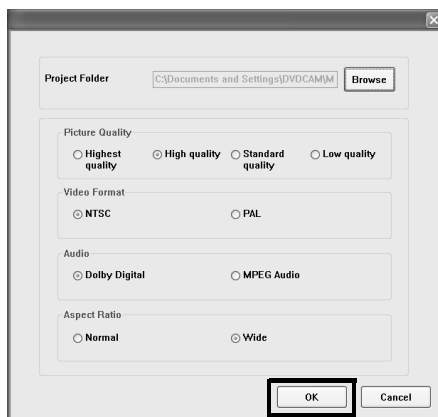 Project Folder C:\Documents and Settings\DVDCAM\M Browse
Picture Quality
Highest quality High quality Standard quality Low quality
Video Format
NTSC PAL
Audio
Dolby Digital MPEG Audio
Aspect Ratio
Normal Wide
OK Cancel